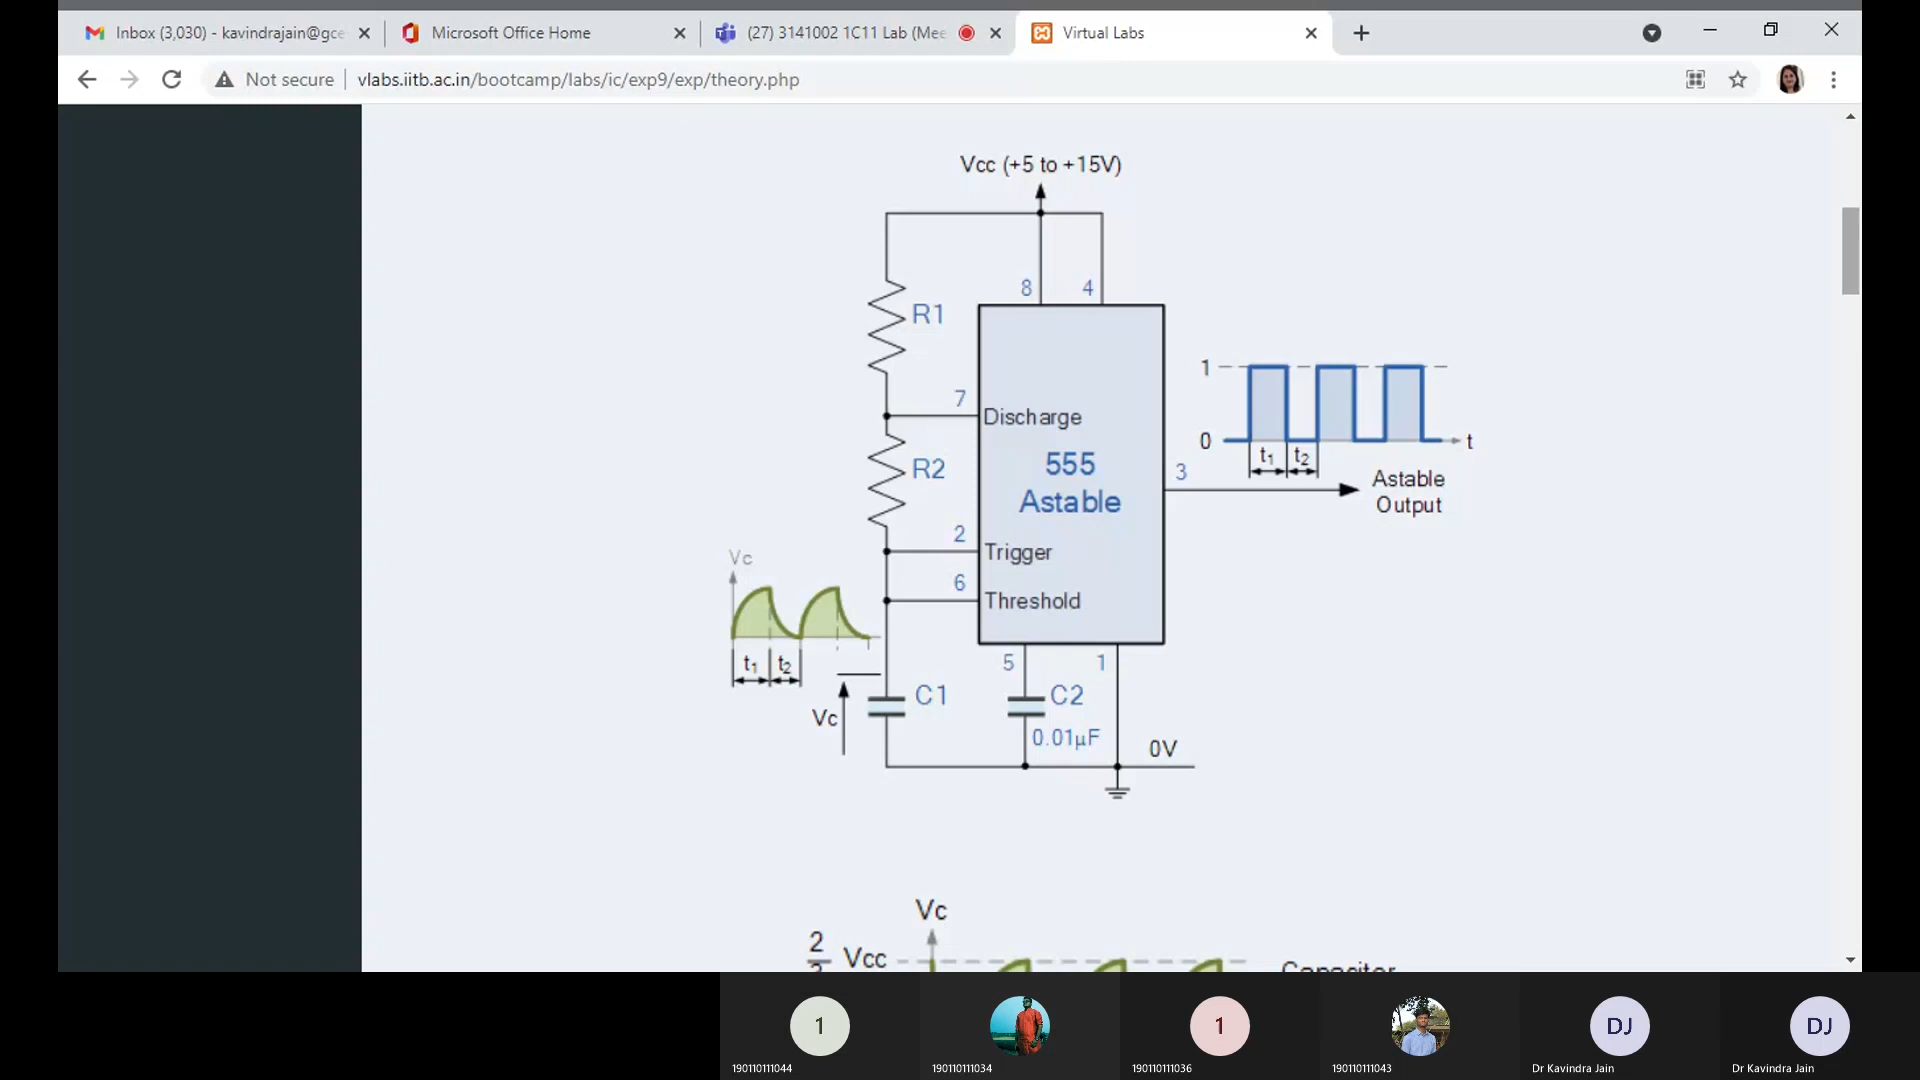 Inbox (3,030) - kavindrajain@gce
Microsoft Office Home
(27) 3141002 1C11 Lab (Mee
Virtual Labs
Not secure
vlabs.iitb.ac.in/bootcamp/labs/ic/exp9/exp/theory.php
Vcc (+5 to +15V)
8 4
R1
7
Discharge
R2
555
Astable
2
Trigger
6
Threshold
1
0
t
t₁ t₂
3
Astable
Output
Vc
t₁ t₂
Vc
C1
5
1
C2
0.01µF
0V
Vc
2
Vcc
1
1
DJ
DJ
190110111044
190110111034
190110111036
190110111043
Dr Kavindra Jain
Dr Kavindra Jain